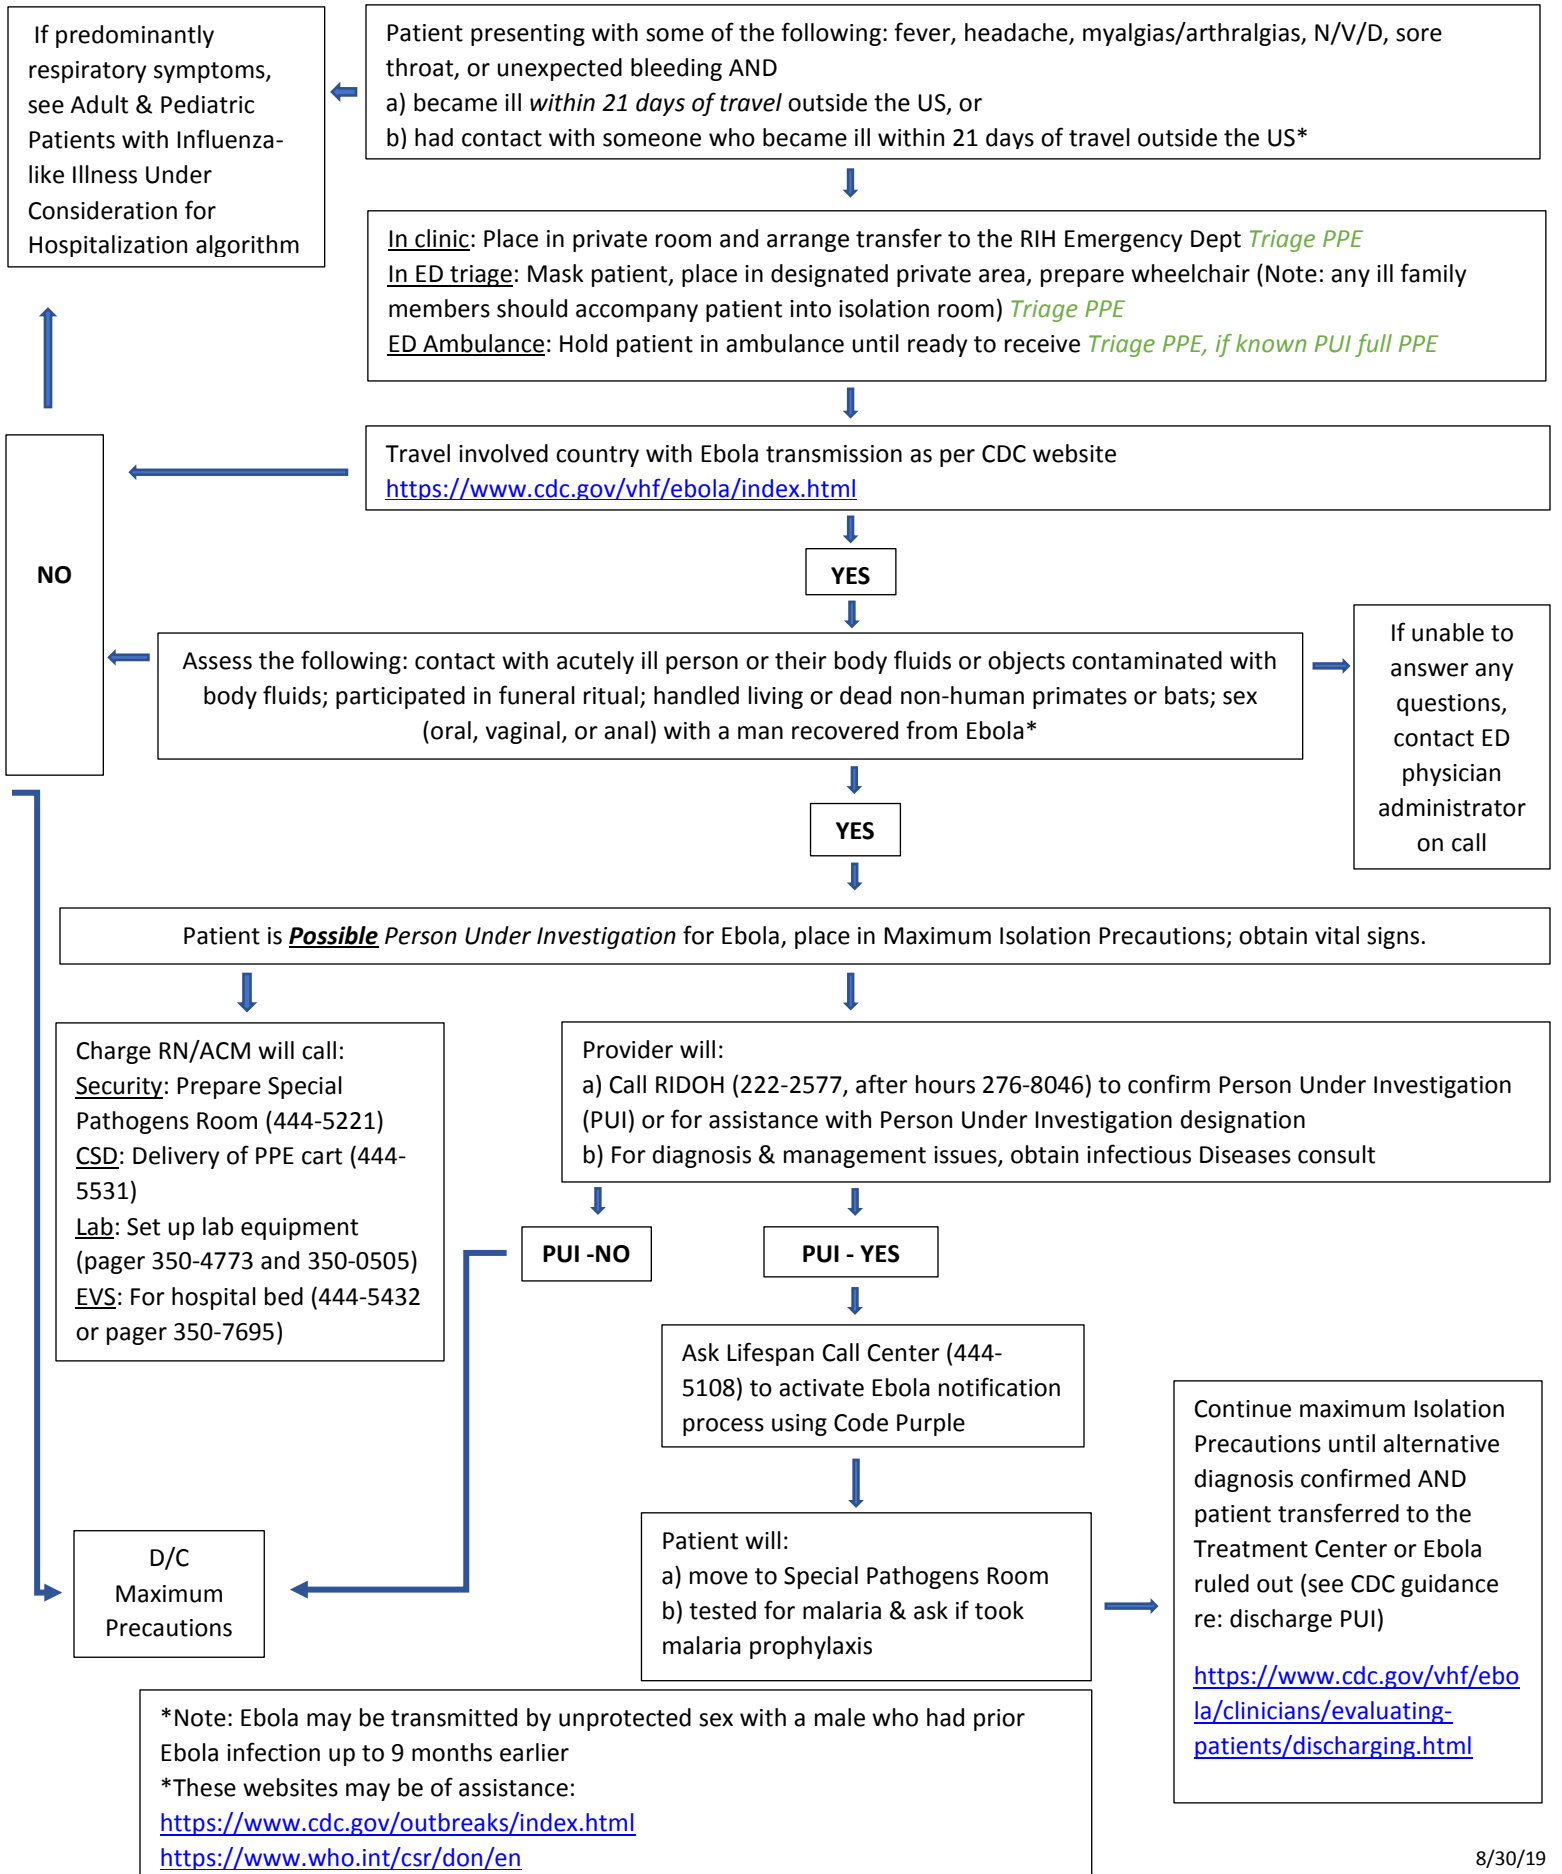 If predominantly
respiratory symptoms,
see Adult & Pediatric
Patients with Influenza-
like Illness Under
Consideration for
Hospitalization algorithm
Patient presenting with some of the following: fever, headache, myalgias/arthralgias, N/V/D, sore
throat, or unexpected bleeding AND
a) became ill within 21 days of travel outside the US, or
b) had contact with someone who became ill within 21 days of travel outside the US*
In clinic: Place in private room and arrange transfer to the RIH Emergency Dept Triage PPE
In ED triage: Mask patient, place in designated private area, prepare wheelchair (Note: any ill family
members should accompany patient into isolation room) Triage PPE
ED Ambulance: Hold patient in ambulance until ready to receive Triage PPE, if known PUI full PPE
Travel involved country with Ebola transmission as per CDC website
https://www.cdc.gov/vhf/ebola/index.html
NO
YES
Assess the following: contact with acutely ill person or their body fluids or objects contaminated with
body fluids; participated in funeral ritual; handled living or dead non-human primates or bats; sex
(oral, vaginal, or anal) with a man recovered from Ebola*
If unable to
answer any
questions,
contact ED
physician
administrator
on call
YES
Patient is Possible Person Under Investigation for Ebola, place in Maximum Isolation Precautions; obtain vital signs.
Charge RN/ACM will call:
Security: Prepare Special
Pathogens Room (444-5221)
CSD: Delivery of PPE cart (444-
5531)
Lab: Set up lab equipment
(pager 350-4773 and 350-0505)
EVS: For hospital bed (444-5432
or pager 350-7695)
Provider will:
a) Call RIDOH (222-2577, after hours 276-8046) to confirm Person Under Investigation
(PUI) or for assistance with Person Under Investigation designation
b) For diagnosis & management issues, obtain infectious Diseases consult
PUI -NO
PUI - YES
Ask Lifespan Call Center (444-
5108) to activate Ebola notification
process using Code Purple
Patient will:
a) move to Special Pathogens Room
b) tested for malaria & ask if took
malaria prophylaxis
Continue maximum Isolation
Precautions until alternative
diagnosis confirmed AND
patient transferred to the
Treatment Center or Ebola
ruled out (see CDC guidance
re: discharge PUI)
https://www.cdc.gov/vhf/ebo
la/clinicians/evaluating-
patients/discharging.html
D/C
Maximum
Precautions
*Note: Ebola may be transmitted by unprotected sex with a male who had prior
Ebola infection up to 9 months earlier
*These websites may be of assistance:
https://www.cdc.gov/outbreaks/index.html
https://www.who.int/csr/don/en
8/30/19